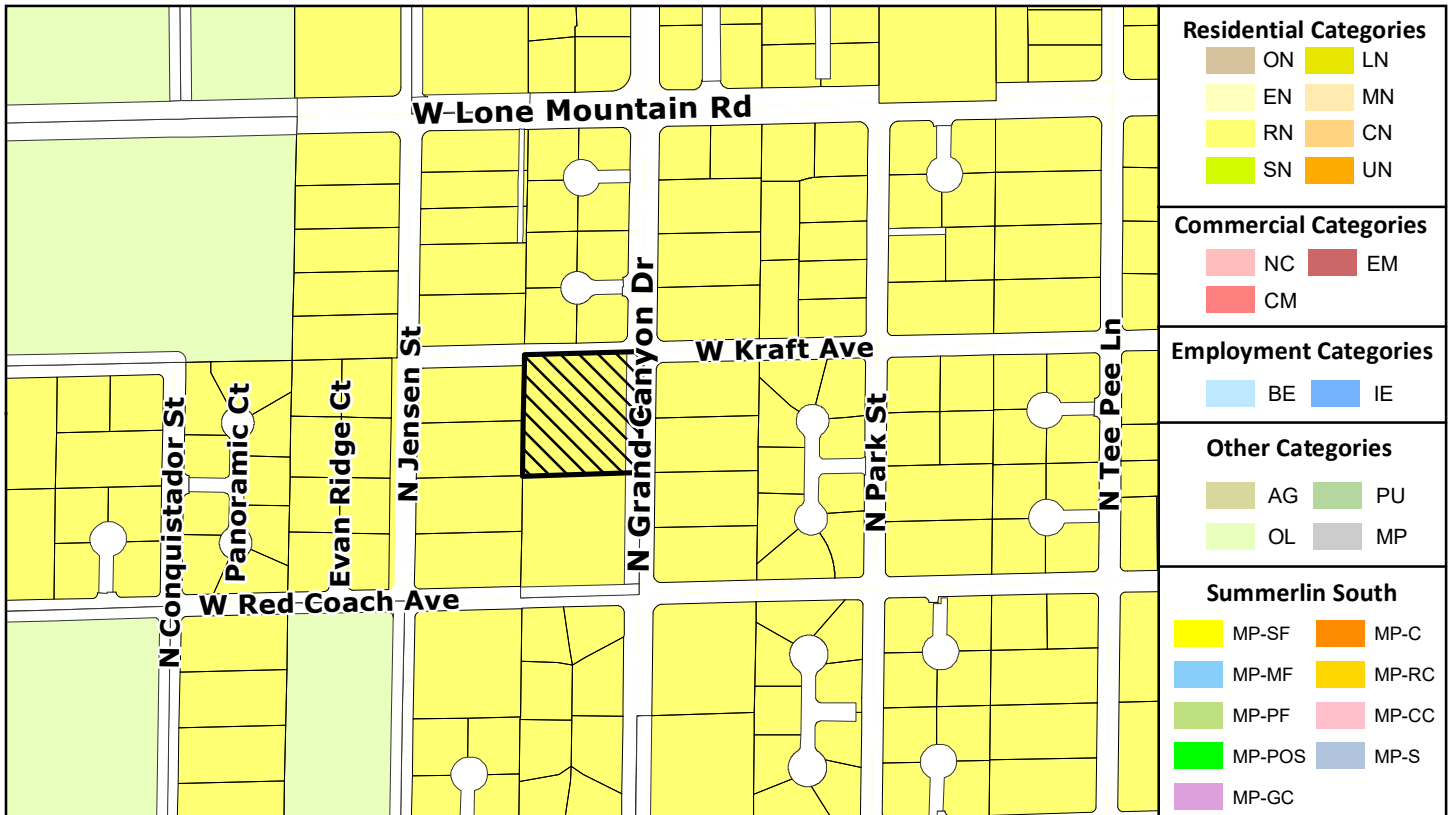 W Lone Mountain Rd
N Grand Canyon Dr
W Kraft Ave
N Jensen St
N Tee Pee Ln
N Park St
N Conquistador St
Panoramic Ct
Evan Ridge Ct
W Red Coach Ave
Residential Categories
ON LN
EN MN
RN CN
SN UN
Commercial Categories
NC EM
CM
Employment Categories
BE IE
Other Categories
AG PU
OL MP
Summerlin South
MP-SF MP-C
MP-MF MP-RC
MP-PF MP-CC
MP-POS MP-S
MP-GC